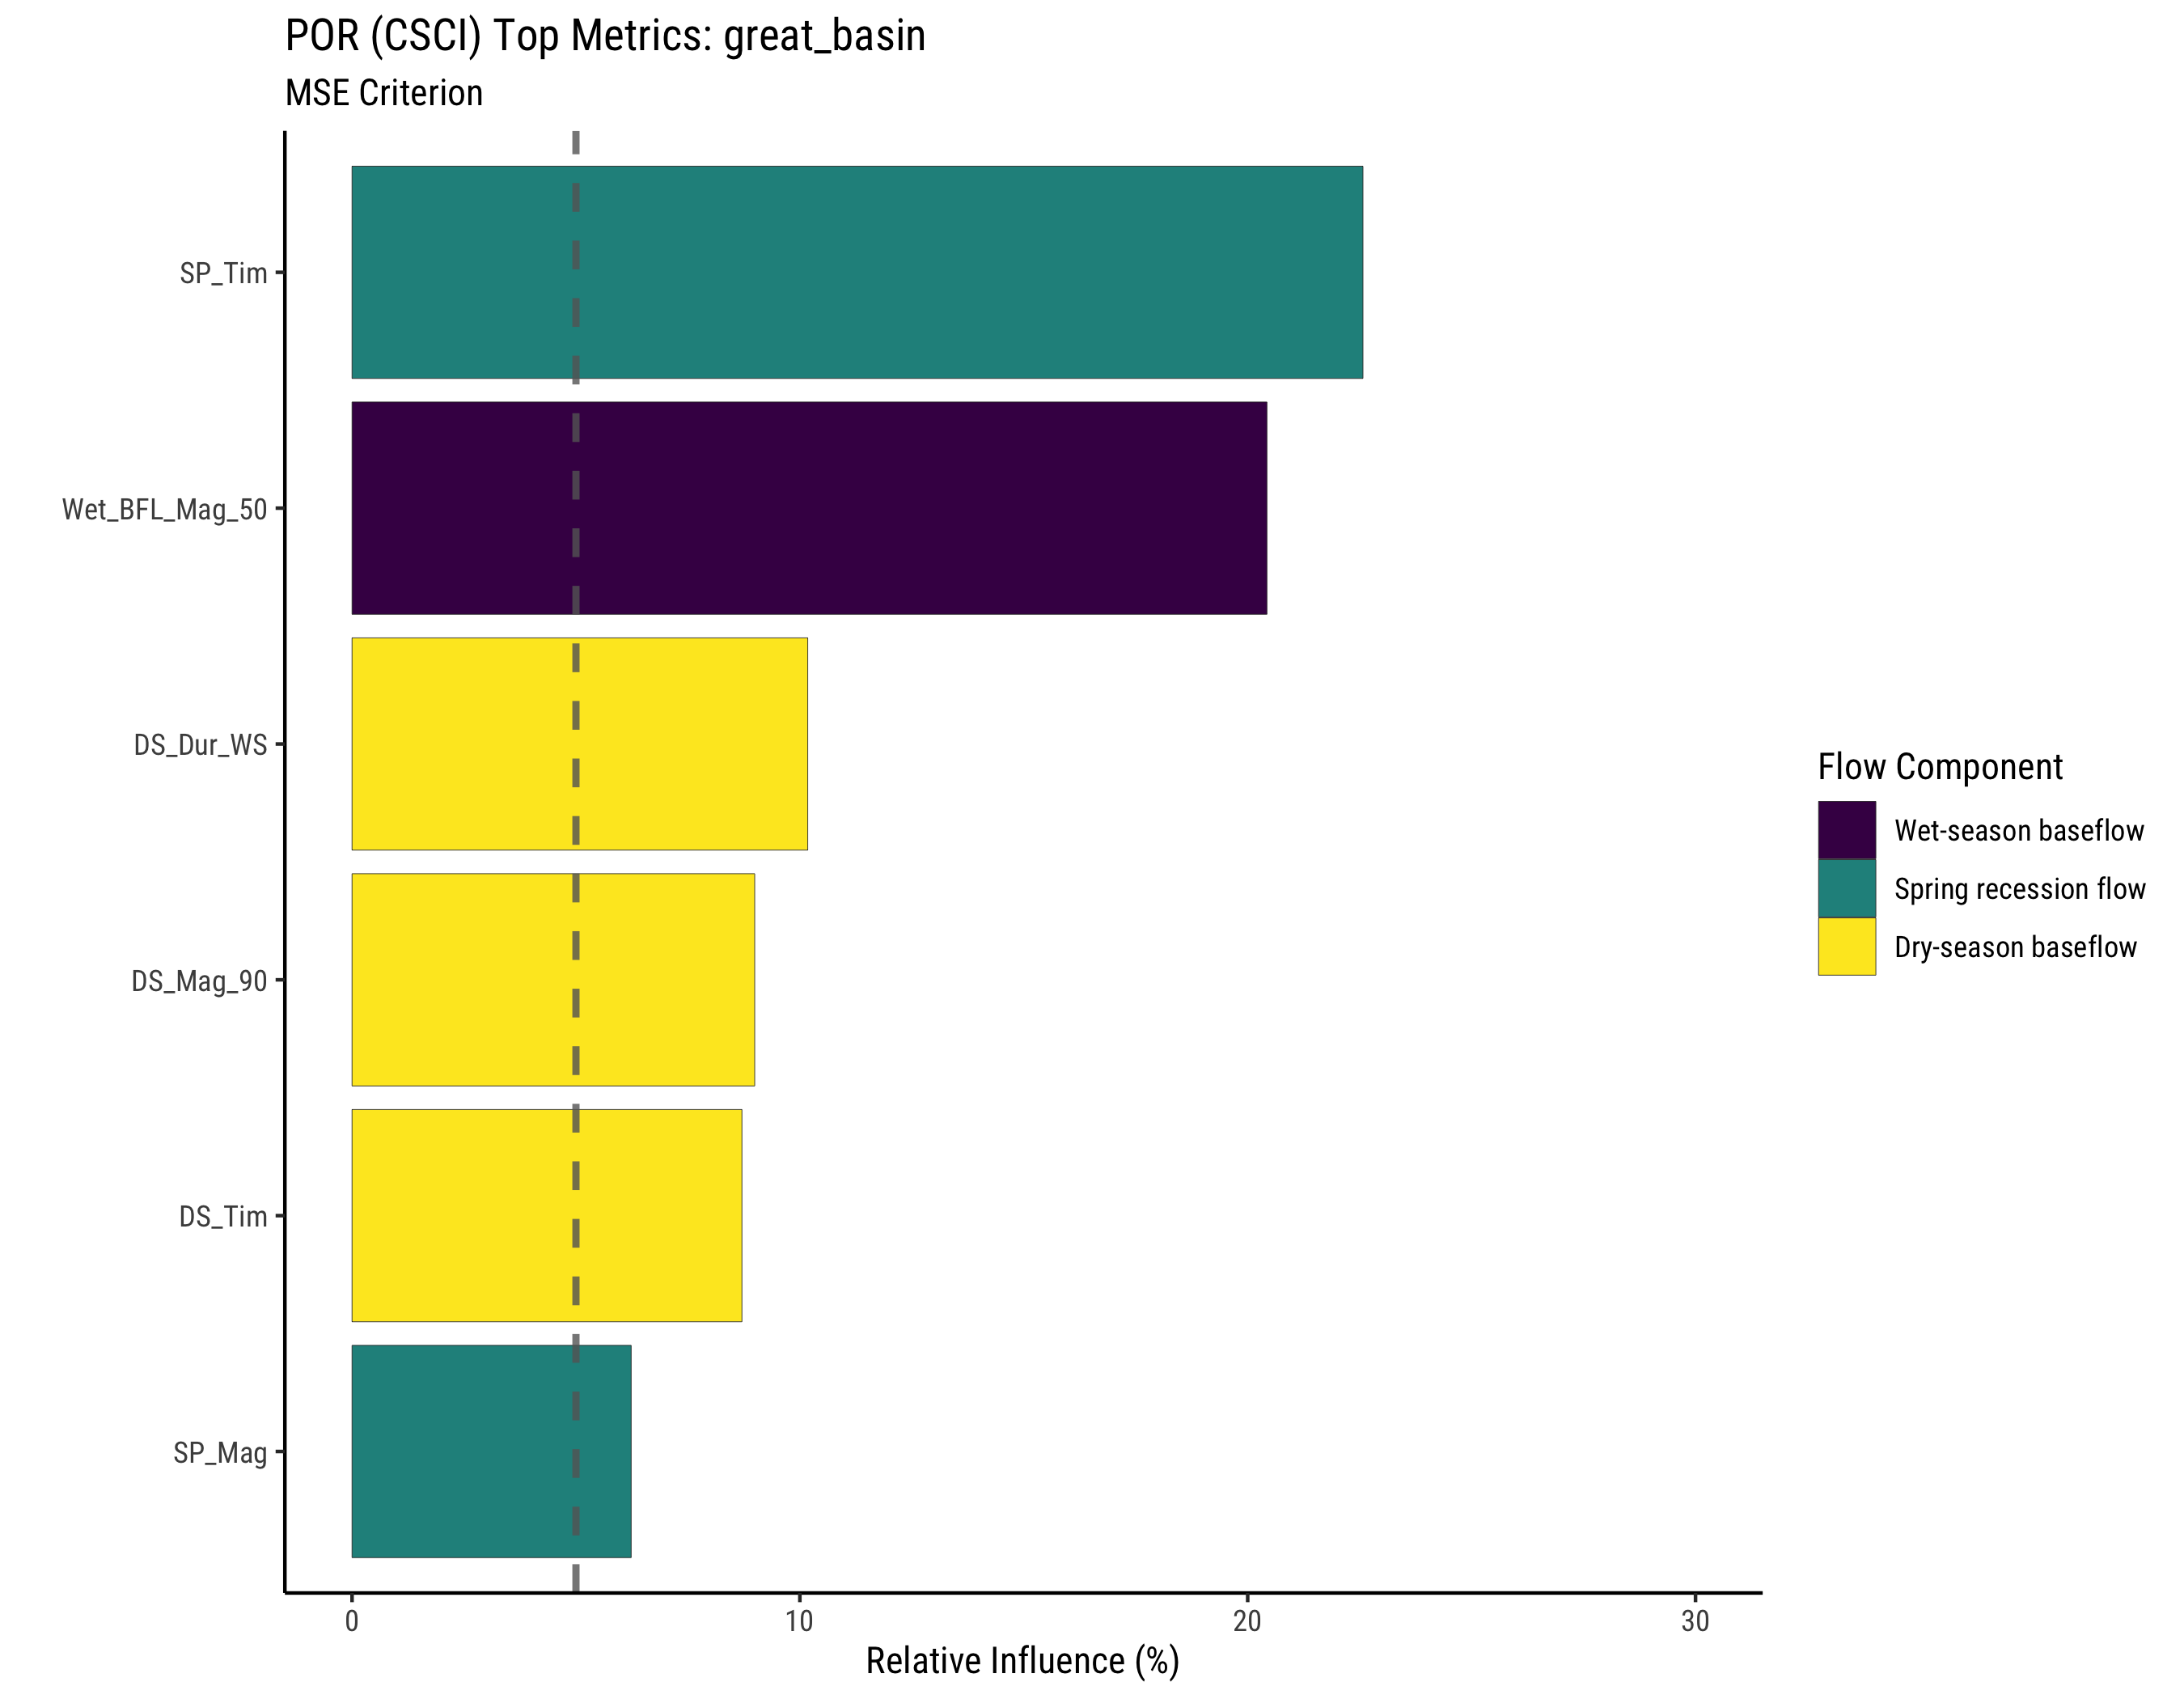 POR (CSCI) Top Metrics: great_basin
MSE Criterion
SP_Tim
Wet_BFL_Mag_50
DS_Dur_WS
DS_Mag_90
DS_Tim
SP_Mag
0 10 20 30
Relative Influence (%)
Flow Component
Wet-season baseflow
Spring recession flow
Dry-season baseflow